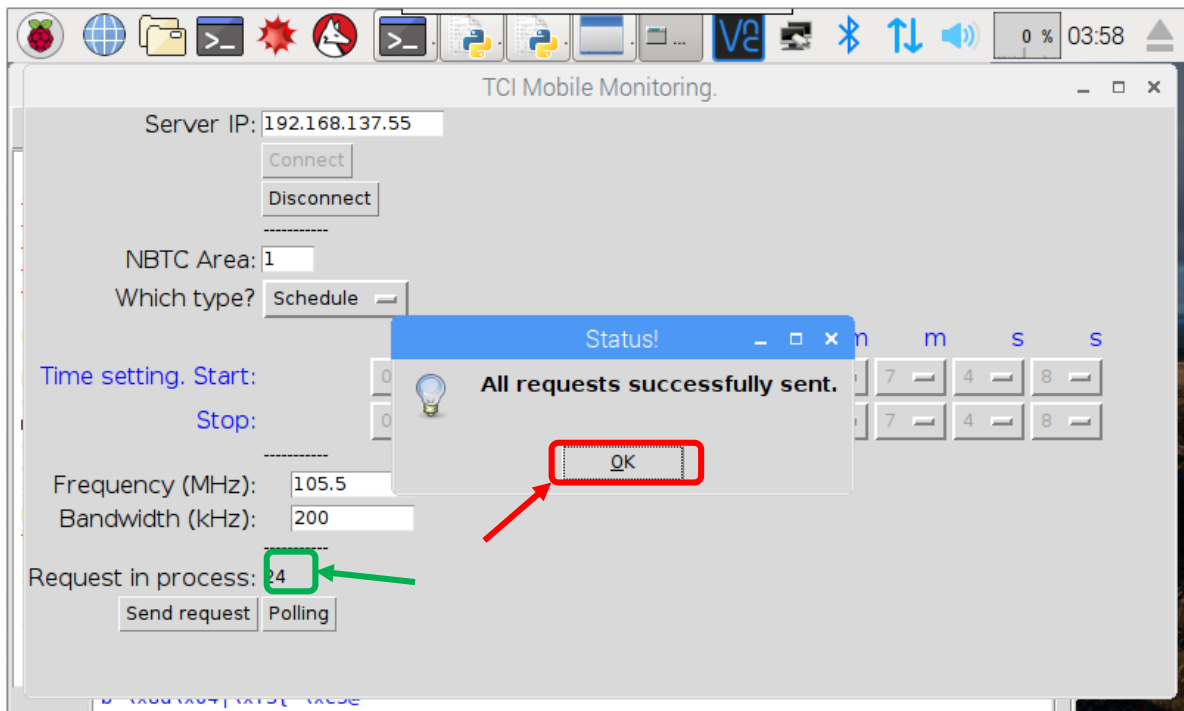 0 % 03:58
TCI Mobile Monitoring.
Server IP: 192.168.137.55
Connect
Disconnect
-----------
NBTC Area: 1
Which type? Schedule
Status!
m m s s
All requests successfully sent.
Time setting. Start: 0 7 4 8
Stop: 0 7 4 8
OK
-----------
Frequency (MHz): 105.5
Bandwidth (kHz): 200
-----------
Request in process: 24
Send request Polling